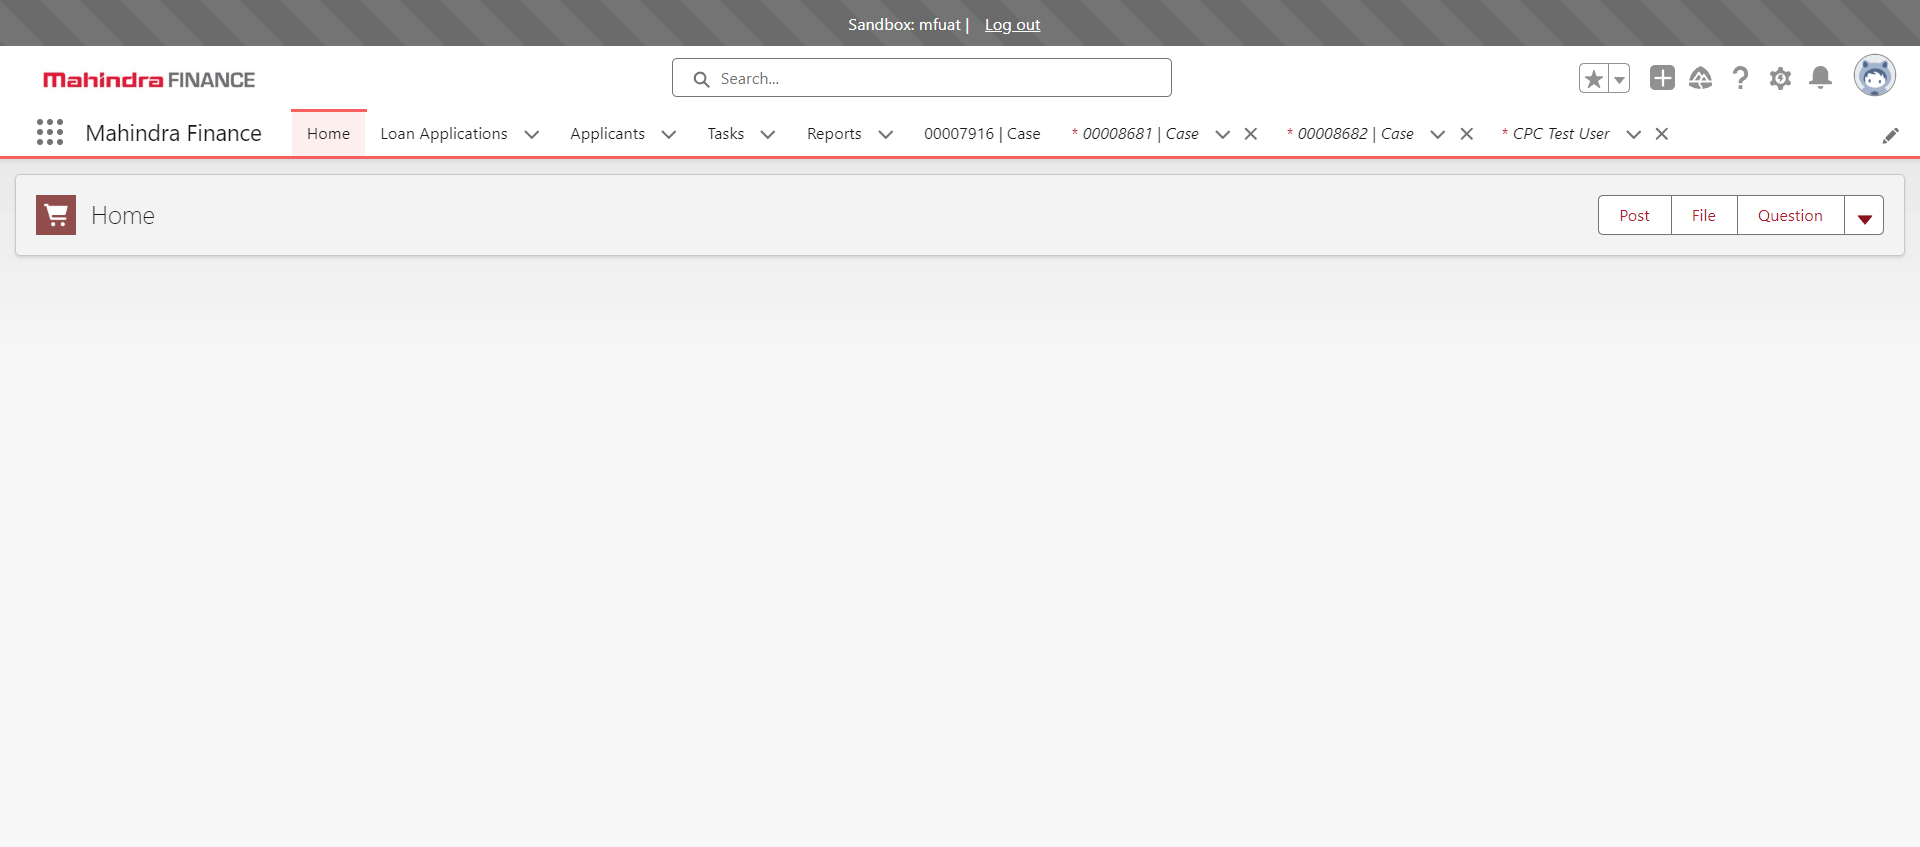 Sandbox: mfuat | Log out
Mahindra FINANCE
Search...
Mahindra Finance
Home
Loan Applications
Applicants
Tasks
Reports
00007916 | Case
* 00008681 | Case
* 00008682 | Case
* CPC Test User
Home
Post
File
Question